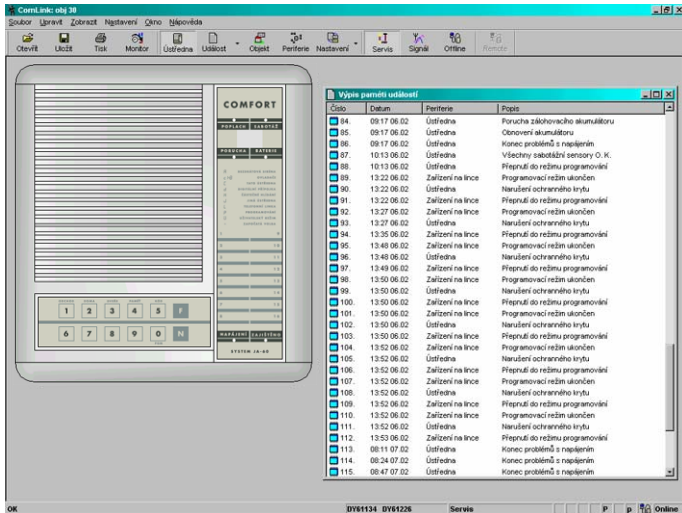 ComLink: obj 30
Soubor Upravit Zobrazit Nastavení Okno Nápověda
Otevřít Uložit Tisk Monitor Ústředna Událost Objekt Periferie Nastavení Servis Signál Offline Remote
COMFORT
POPLACH SABOTÁŽ
PORUCHA BATERIE
1 2 3 4 5 F
6 7 8 9 0 N
NAPÁJENÍ ZAJIŠTĚNO
SYSTEM JA-60
Výpis paměti událostí
Číslo Datum Periferie Popis
84. 09:17 06.02 Ústředna Porucha zálohovacího akumulátoru
85. 09:17 06.02 Ústředna Obnovení akumulátoru
86. 09:17 06.02 Ústředna Konec problémů s napájením
87. 10:13 06.02 Ústředna Všechny sabotážní sensory O. K.
88. 10:13 06.02 Ústředna Přepnutí do režimu programování
89. 13:22 06.02 Zařízení na lince Programovací režim ukončen
90. 13:22 06.02 Ústředna Narušení ochranného krytu
91. 13:22 06.02 Zařízení na lince Přepnutí do režimu programování
92. 13:27 06.02 Zařízení na lince Programovací režim ukončen
93. 13:27 06.02 Ústředna Narušení ochranného krytu
94. 13:35 06.02 Zařízení na lince Přepnutí do režimu programování
95. 13:48 06.02 Zařízení na lince Programovací režim ukončen
96. 13:48 06.02 Ústředna Narušení ochranného krytu
97. 13:49 06.02 Zařízení na lince Přepnutí do režimu programování
98. 13:50 06.02 Zařízení na lince Programovací režim ukončen
99. 13:50 06.02 Ústředna Narušení ochranného krytu
100. 13:50 06.02 Zařízení na lince Přepnutí do režimu programování
101. 13:50 06.02 Zařízení na lince Programovací režim ukončen
102. 13:50 06.02 Ústředna Narušení ochranného krytu
103. 13:50 06.02 Zařízení na lince Přepnutí do režimu programování
104. 13:52 06.02 Zařízení na lince Programovací režim ukončen
105. 13:52 06.02 Ústředna Narušení ochranného krytu
106. 13:52 06.02 Zařízení na lince Přepnutí do režimu programování
107. 13:52 06.02 Zařízení na lince Programovací režim ukončen
108. 13:52 06.02 Ústředna Narušení ochranného krytu
109. 13:52 06.02 Zařízení na lince Přepnutí do režimu programování
110. 13:52 06.02 Zařízení na lince Programovací režim ukončen
111. 13:52 06.02 Ústředna Narušení ochranného krytu
112. 13:53 06.02 Zařízení na lince Přepnutí do režimu programování
113. 08:11 07.02 Ústředna Konec problémů s napájením
114. 08:24 07.02 Ústředna Konec problémů s napájením
115. 08:47 07.02 Ústředna Konec problémů s napájením
OK DY61134 DY61226 Servis P p Online